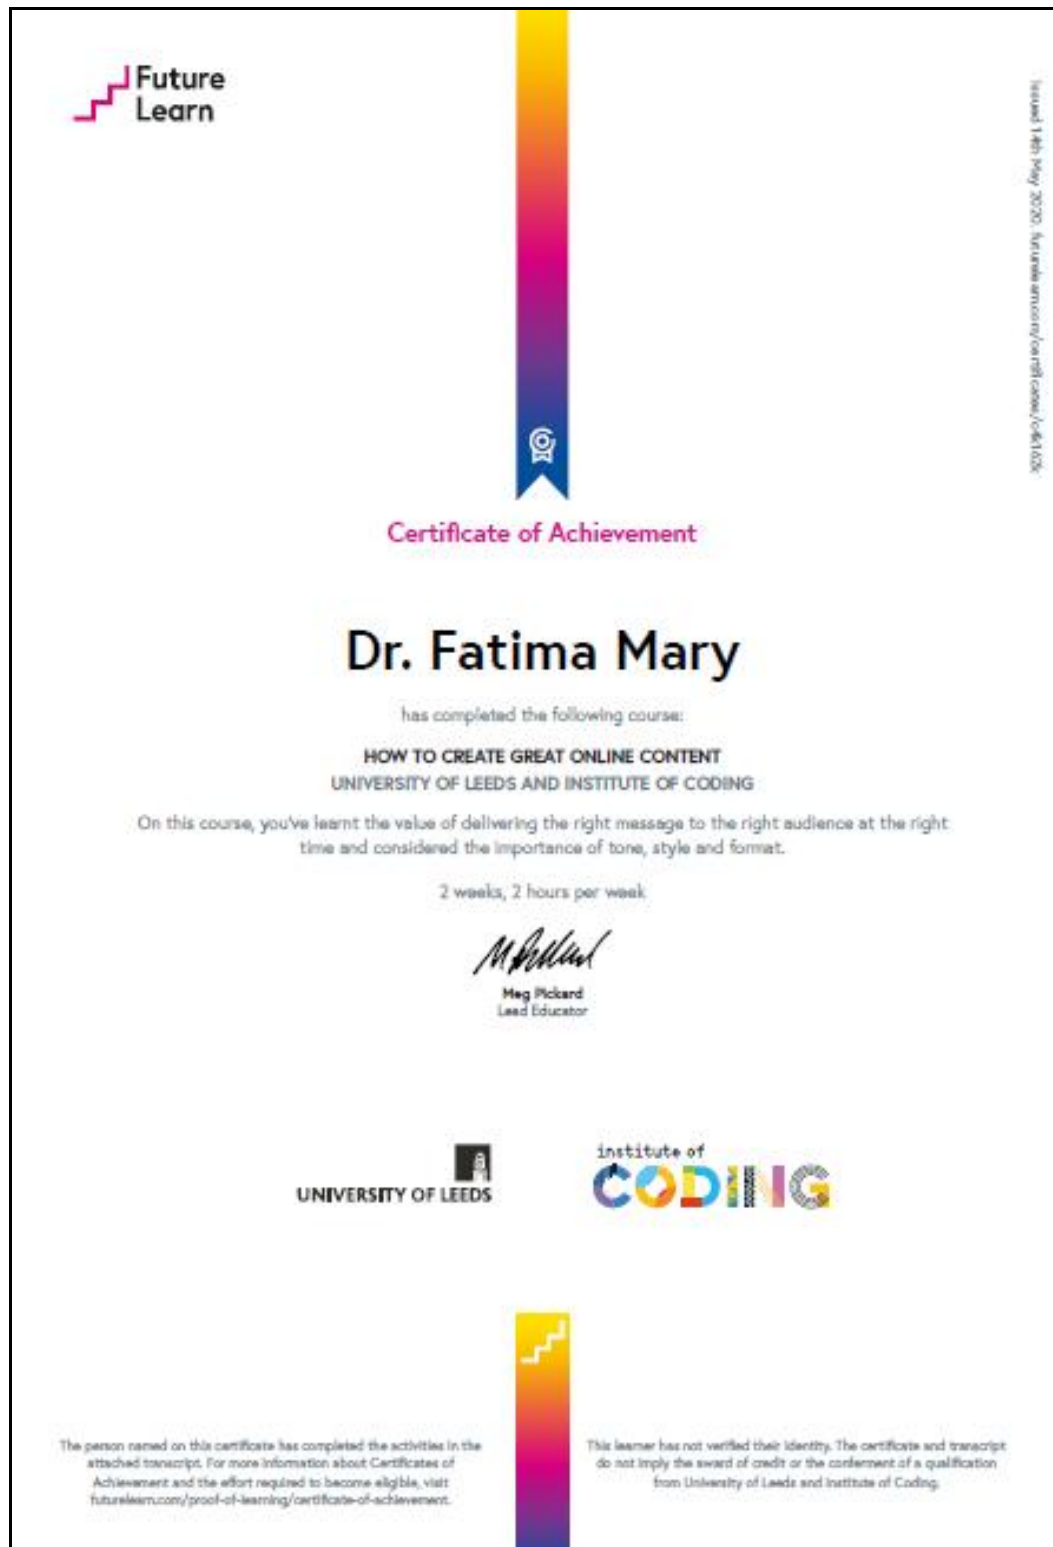 Future
Learn
Issued 14th May 2020. futurelearn.com/certificates/
Certificate of Achievement
Dr. Fatima Mary
has completed the following course:
HOW TO CREATE GREAT ONLINE CONTENT
UNIVERSITY OF LEEDS AND INSTITUTE OF CODING
On this course, you've learnt the value of delivering the right message to the right audience at the right
time and considered the importance of tone, style and format.
2 weeks, 2 hours per week
Meg Pickard
Lead Educator
UNIVERSITY OF LEEDS
institute of
CODING
The person named on this certificate has completed the activities in the
attached transcript. For more information about Certificates of
Achievement and the effort required to become eligible, visit
futurelearn.com/proof-of-learning/certificate-of-achievement.
This learner has not verified their identity. The certificate and transcript
do not imply the award of credit or the conferment of a qualification
from University of Leeds and Institute of Coding.